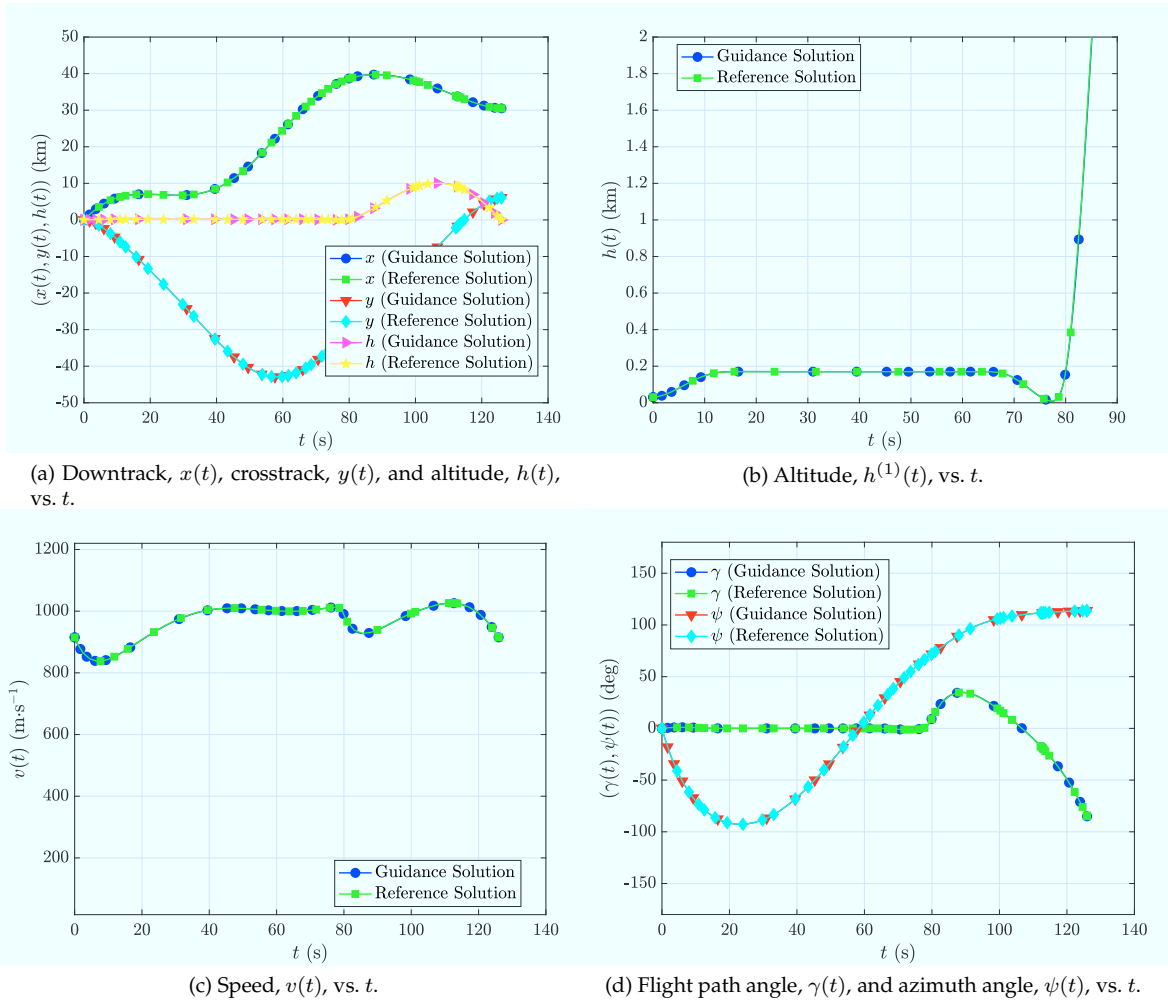 50
40
30
20
10
0
-10
-20
-30
-40
-50
(x(t), y(t), h(t)) (km)
x (Guidance Solution)
x (Reference Solution)
y (Guidance Solution)
y (Reference Solution)
h (Guidance Solution)
h (Reference Solution)
0 20 40 60 80 100 120 140
t (s)
(a) Downtrack, x(t), crosstrack, y(t), and altitude, h(t),
vs. t.
2
1.8
1.6
1.4
1.2
1
0.8
0.6
0.4
0.2
0
h(t) (km)
Guidance Solution
Reference Solution
0 10 20 30 40 50 60 70 80 90
t (s)
(b) Altitude, h^{(1)}(t), vs. t.
1200
1000
800
600
400
200
v(t) (m·s⁻¹)
Guidance Solution
Reference Solution
0 20 40 60 80 100 120 140
t (s)
(c) Speed, v(t), vs. t.
150
100
50
0
-50
-100
-150
(γ(t), ψ(t)) (deg)
γ (Guidance Solution)
γ (Reference Solution)
ψ (Guidance Solution)
ψ (Reference Solution)
0 20 40 60 80 100 120 140
t (s)
(d) Flight path angle, γ(t), and azimuth angle, ψ(t), vs. t.